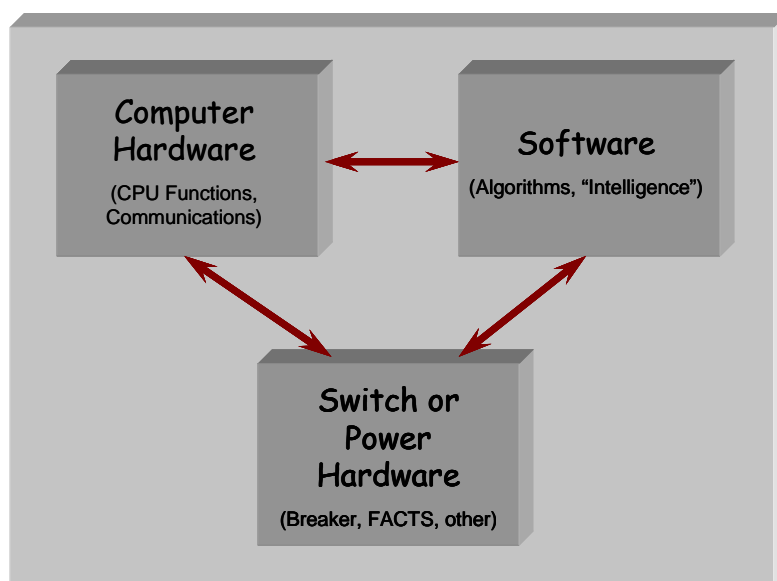 Computer
Hardware
(CPU Functions,
Communications)
Software
(Algorithms, “Intelligence”)
Switch or
Power
Hardware
(Breaker, FACTS, other)